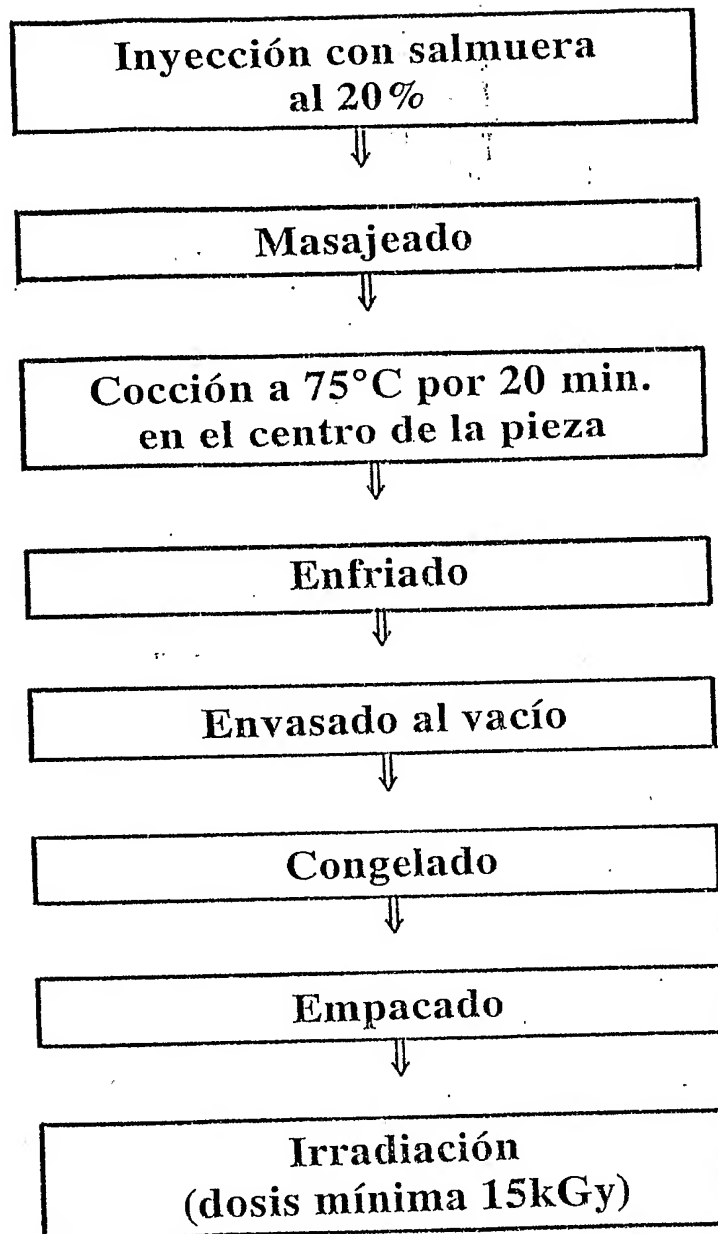 Inyección con salmuera
al 20%
⇓
Masajeado
⇓
Cocción a 75°C por 20 min.
en el centro de la pieza
⇓
Enfriado
⇓
Envasado al vacío
⇓
Congelado
⇓
Empacado
⇓
Irradiación
(dosis mínima 15kGy)